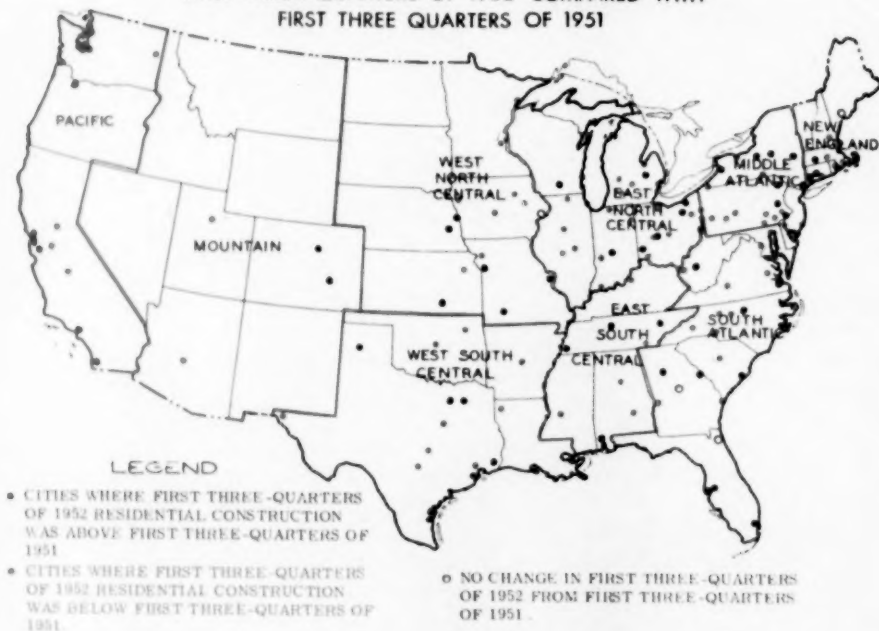 FIRST THREE QUARTERS OF 1951
PACIFIC
MOUNTAIN
WEST
NORTH
CENTRAL
EAST
NORTH
CENTRAL
NEW
ENGLAND
MIDDLE
ATLANTIC
WEST SOUTH
CENTRAL
EAST
SOUTH
CENTRAL
SOUTH
ATLANTIC
LEGEND
CITIES WHERE FIRST THREE-QUARTERS
OF 1952 RESIDENTIAL CONSTRUCTION
WAS ABOVE FIRST THREE-QUARTERS OF
1951
CITIES WHERE FIRST THREE-QUARTERS
OF 1952 RESIDENTIAL CONSTRUCTION
WAS BELOW FIRST THREE-QUARTERS OF
1951.
NO CHANGE IN FIRST THREE-QUARTERS
OF 1952 FROM FIRST THREE-QUARTERS
OF 1951.